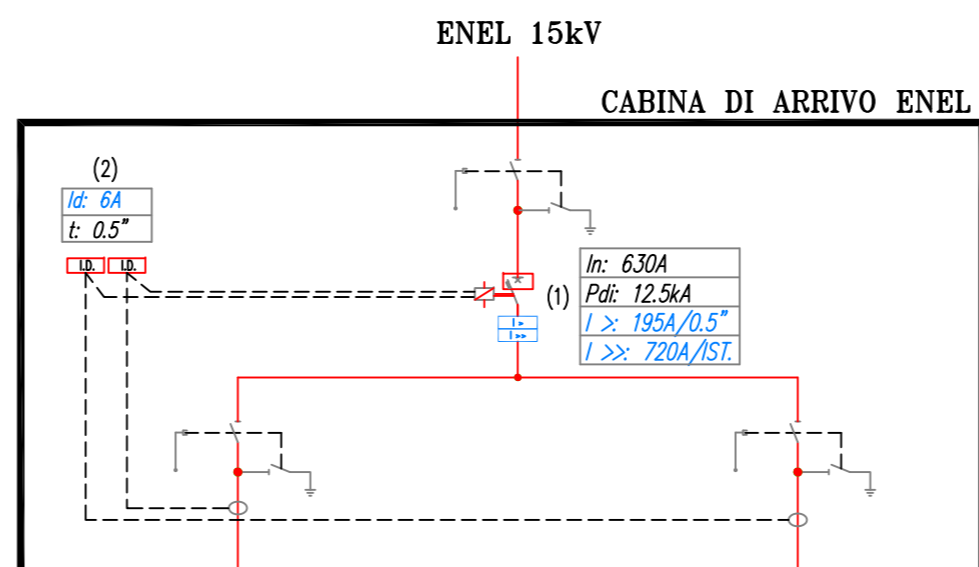 ENEL 15kV
CABINA DI ARRIVO ENEL
(2)
Id: 6A
t: 0.5"
I.D. I.D.
(1)
In: 630A
Pdi: 12.5kA
I >: 195A/0.5"
I >>: 720A/IST.
I >
I >>